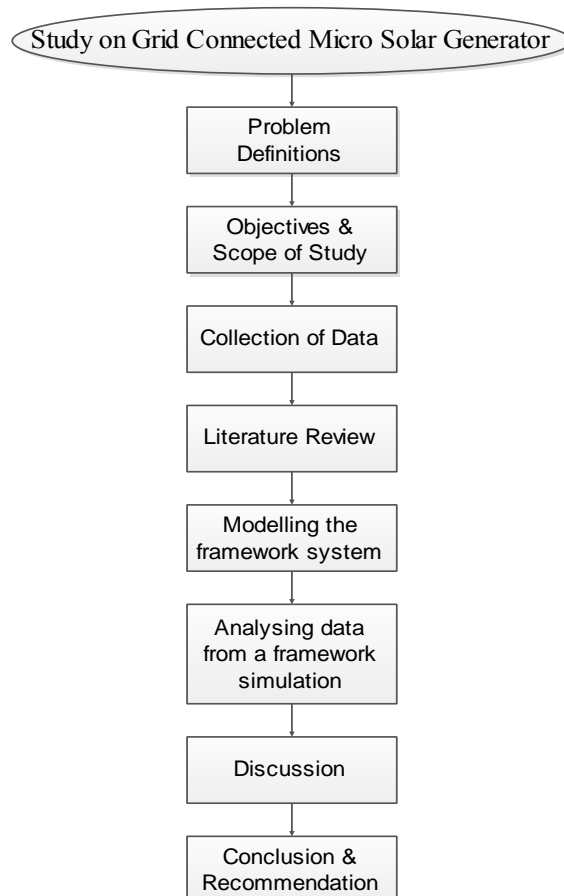 Study on Grid Connected Micro Solar Generator
Problem
Definitions
Objectives &
Scope of Study
Collection of Data
Literature Review
Modelling the
framework system
Analysing data
from a framework
simulation
Discussion
Conclusion &
Recommendation